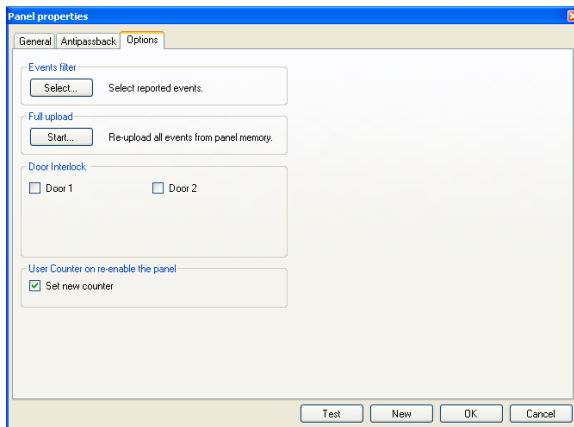 Panel properties
General Antipassback Options
Events filter
Select... Select reported events.
Full upload
Start... Re-upload all events from panel memory.
Door Interlock
Door 1 Door 2
User Counter on re-enable the panel
Set new counter
Test New OK Cancel